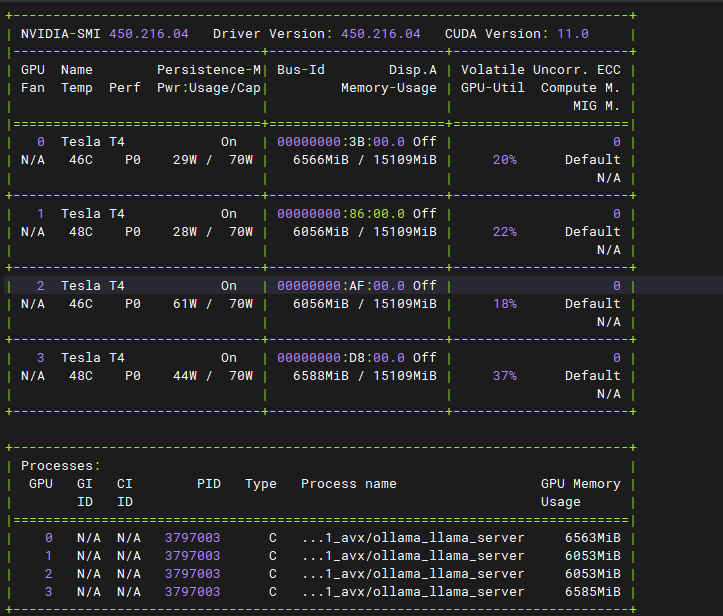 +-----------------------------------------------------------------------------+
| NVIDIA-SMI 450.216.04   Driver Version: 450.216.04   CUDA Version: 11.0     |
|-------------------------------+----------------------+----------------------+
| GPU  Name        Persistence-M| Bus-Id        Disp.A | Volatile Uncorr. ECC |
| Fan  Temp  Perf  Pwr:Usage/Cap|         Memory-Usage | GPU-Util  Compute M. |
|                               |                      |               MIG M. |
|===============================+======================+======================|
|   0  Tesla T4            On   | 00000000:3B:00.0 Off |                    0 |
| N/A   46C    P0    29W /  70W |   6566MiB / 15109MiB |     20%      Default |
|                               |                      |                  N/A |
+-------------------------------+----------------------+----------------------+
|   1  Tesla T4            On   | 00000000:86:00.0 Off |                    0 |
| N/A   48C    P0    28W /  70W |   6056MiB / 15109MiB |     22%      Default |
|                               |                      |                  N/A |
+-------------------------------+----------------------+----------------------+
|   2  Tesla T4            On   | 00000000:AF:00.0 Off |                    0 |
| N/A   46C    P0    61W /  70W |   6056MiB / 15109MiB |     18%      Default |
|                               |                      |                  N/A |
+-------------------------------+----------------------+----------------------+
|   3  Tesla T4            On   | 00000000:D8:00.0 Off |                    0 |
| N/A   48C    P0    44W /  70W |   6588MiB / 15109MiB |     37%      Default |
|                               |                      |                  N/A |
+-------------------------------+----------------------+----------------------+

+-----------------------------------------------------------------------------+
| Processes:                                                                  |
|  GPU   GI   CI        PID   Type   Process name                  GPU Memory |
|        ID   ID                                                   Usage      |
|=============================================================================|
|    0   N/A  N/A   3797003      C   ...1_avx/ollama_llama_server     6563MiB |
|    1   N/A  N/A   3797003      C   ...1_avx/ollama_llama_server     6053MiB |
|    2   N/A  N/A   3797003      C   ...1_avx/ollama_llama_server     6053MiB |
|    3   N/A  N/A   3797003      C   ...1_avx/ollama_llama_server     6585MiB |
+-----------------------------------------------------------------------------+